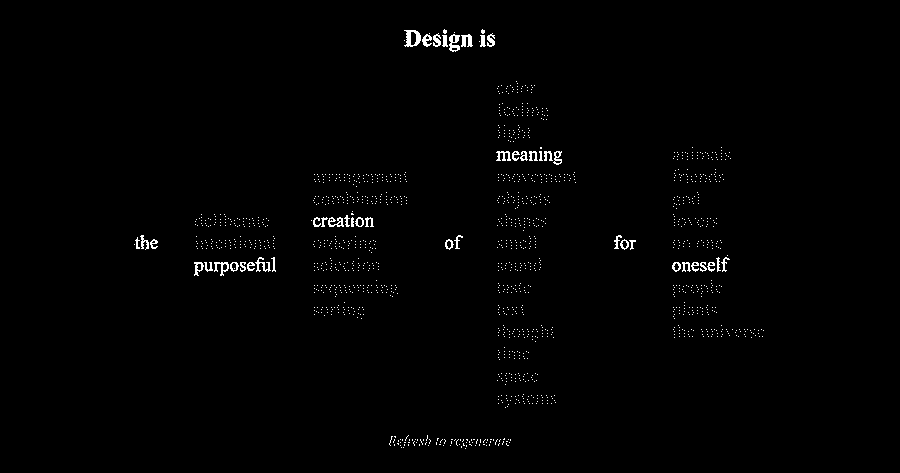 Design is
the
deliberate
intentional
purposeful
arrangement
combination
creation
ordering
selection
sequencing
sorting
of
color
feeling
light
meaning
movement
objects
shapes
smell
sound
taste
text
thought
time
space
systems
for
animals
friends
god
lovers
no one
oneself
people
plants
the universe
Refresh to regenerate